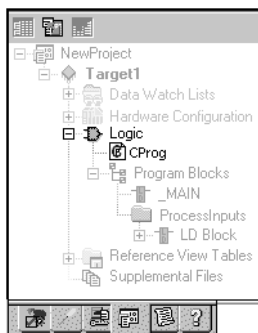 NewProject
Target1
Data Watch Lists
Hardware Configuration
Logic
CProg
Program Blocks
_MAIN
ProcessInputs
LD Block
Reference View Tables
Supplemental Files